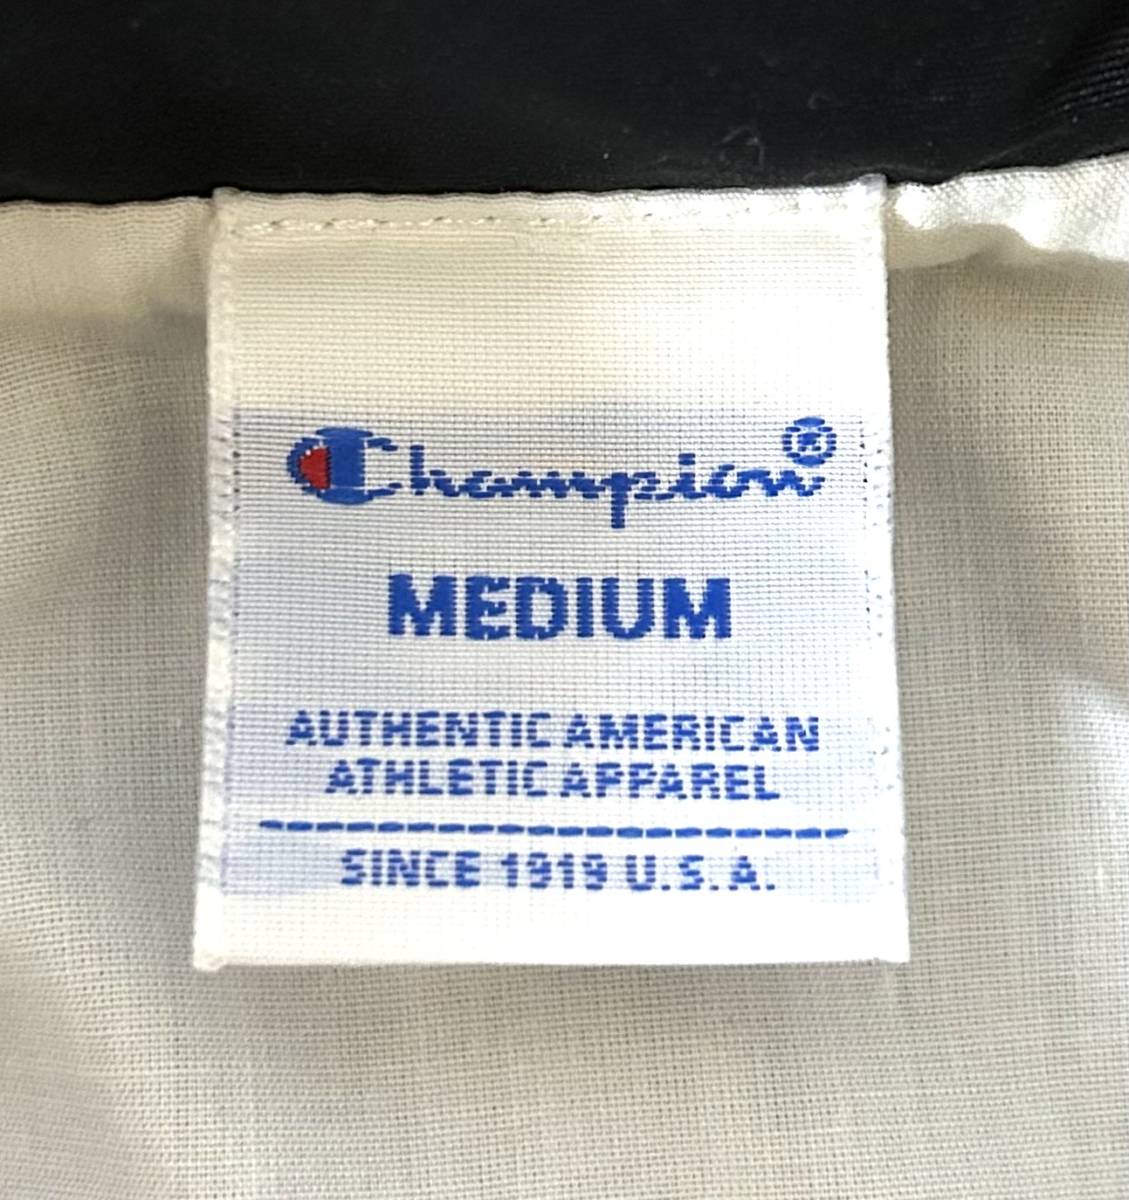 Champion®
MEDIUM
AUTHENTIC AMERICAN
ATHLETIC APPAREL
SINCE 1919 U.S.A.